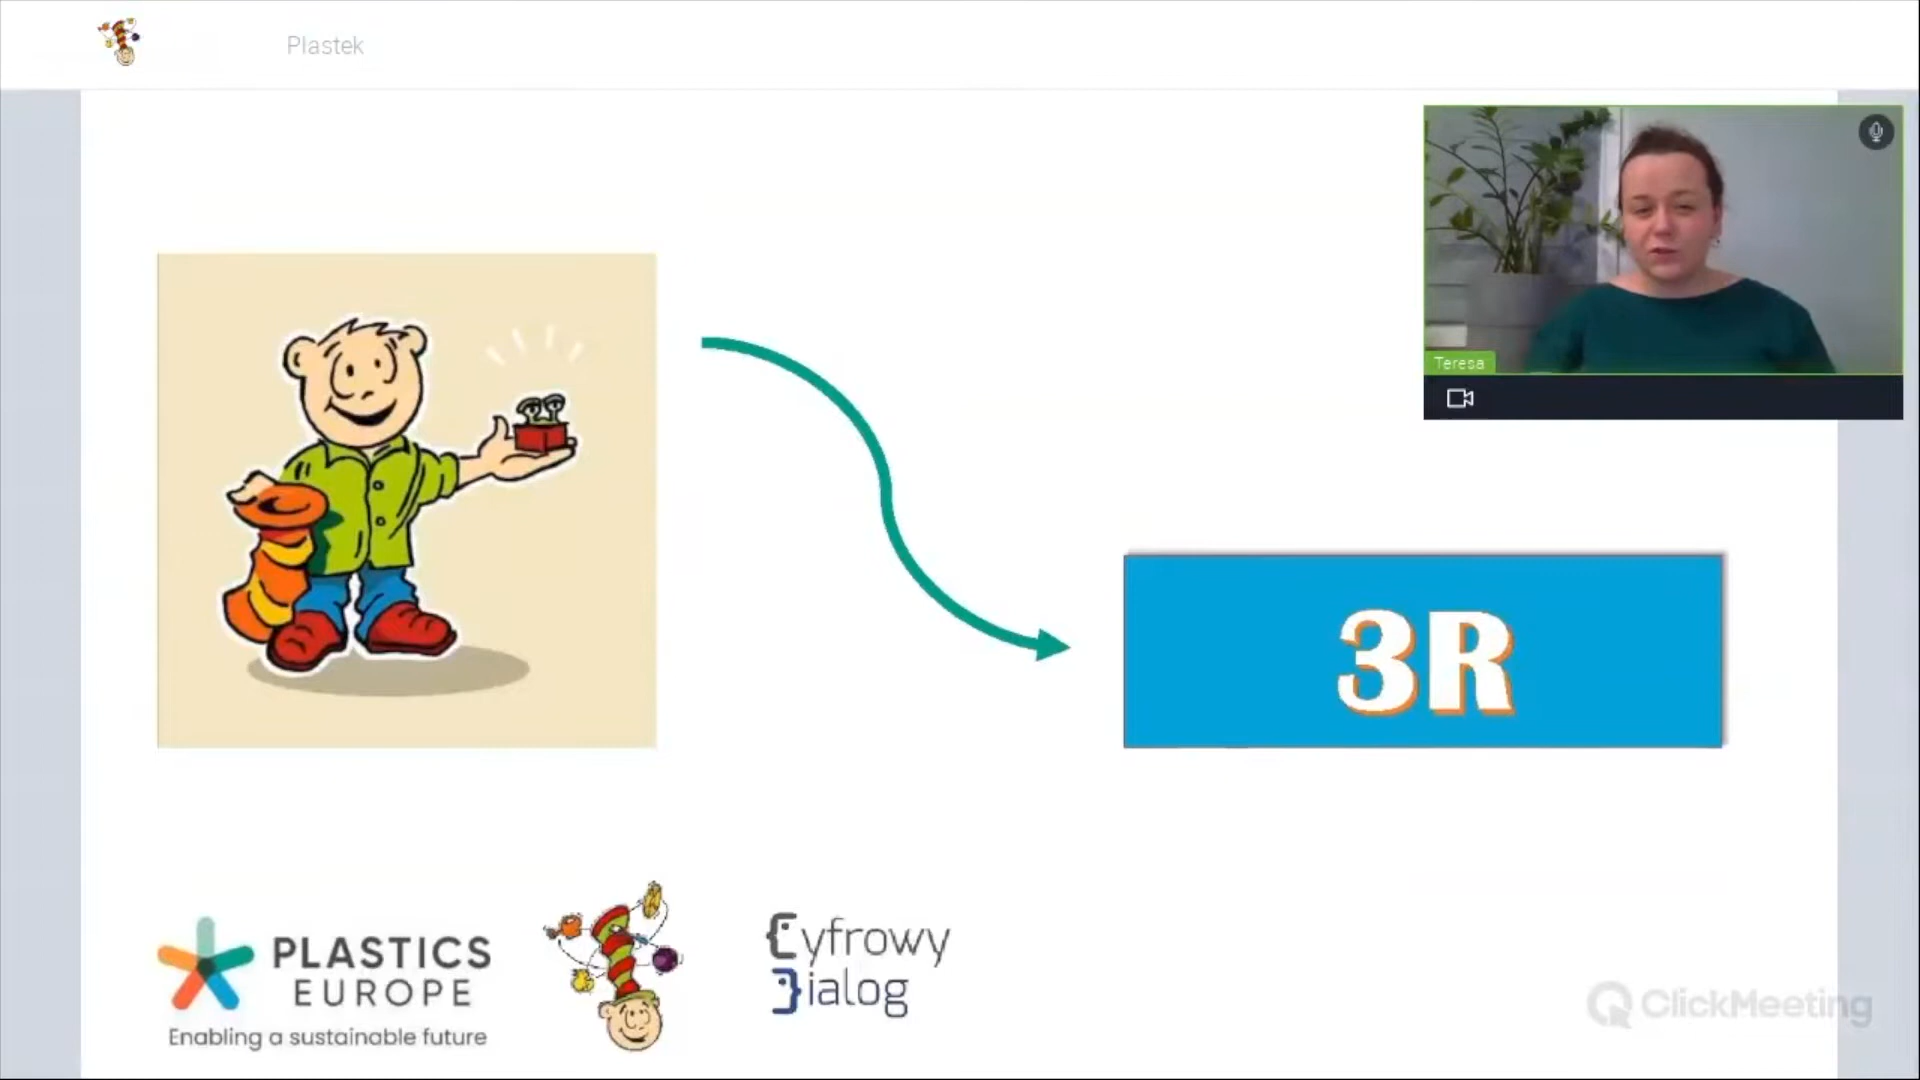 Plastek
Teresa
3R
PLASTICS
EUROPE
Enabling a sustainable future
Cyfrowy
Dialog
ClickMeeting